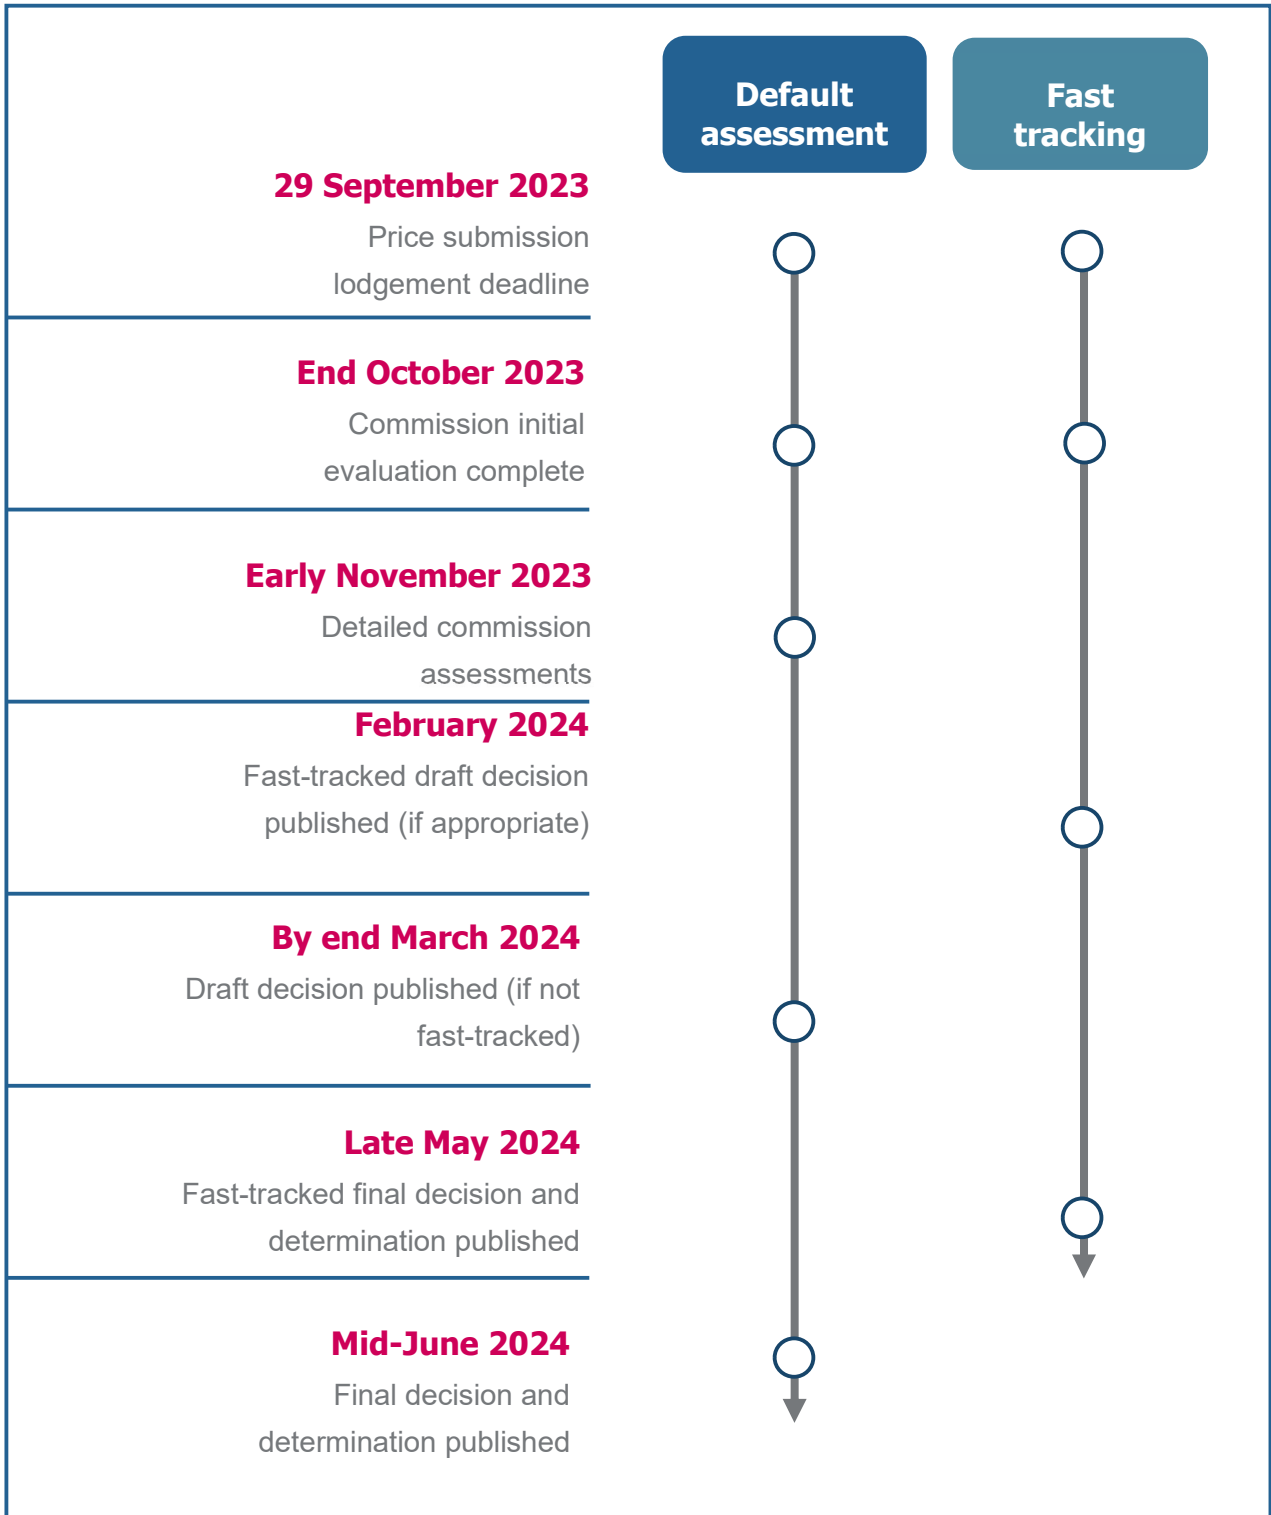 Default
assessment
Fast
tracking
29 September 2023
Price submission
lodgement deadline
End October 2023
Commission initial
evaluation complete
Early November 2023
Detailed commission
assessments
February 2024
Fast-tracked draft decision
published (if appropriate)
By end March 2024
Draft decision published (if not
fast-tracked)
Late May 2024
Fast-tracked final decision and
determination published
Mid-June 2024
Final decision and
determination published